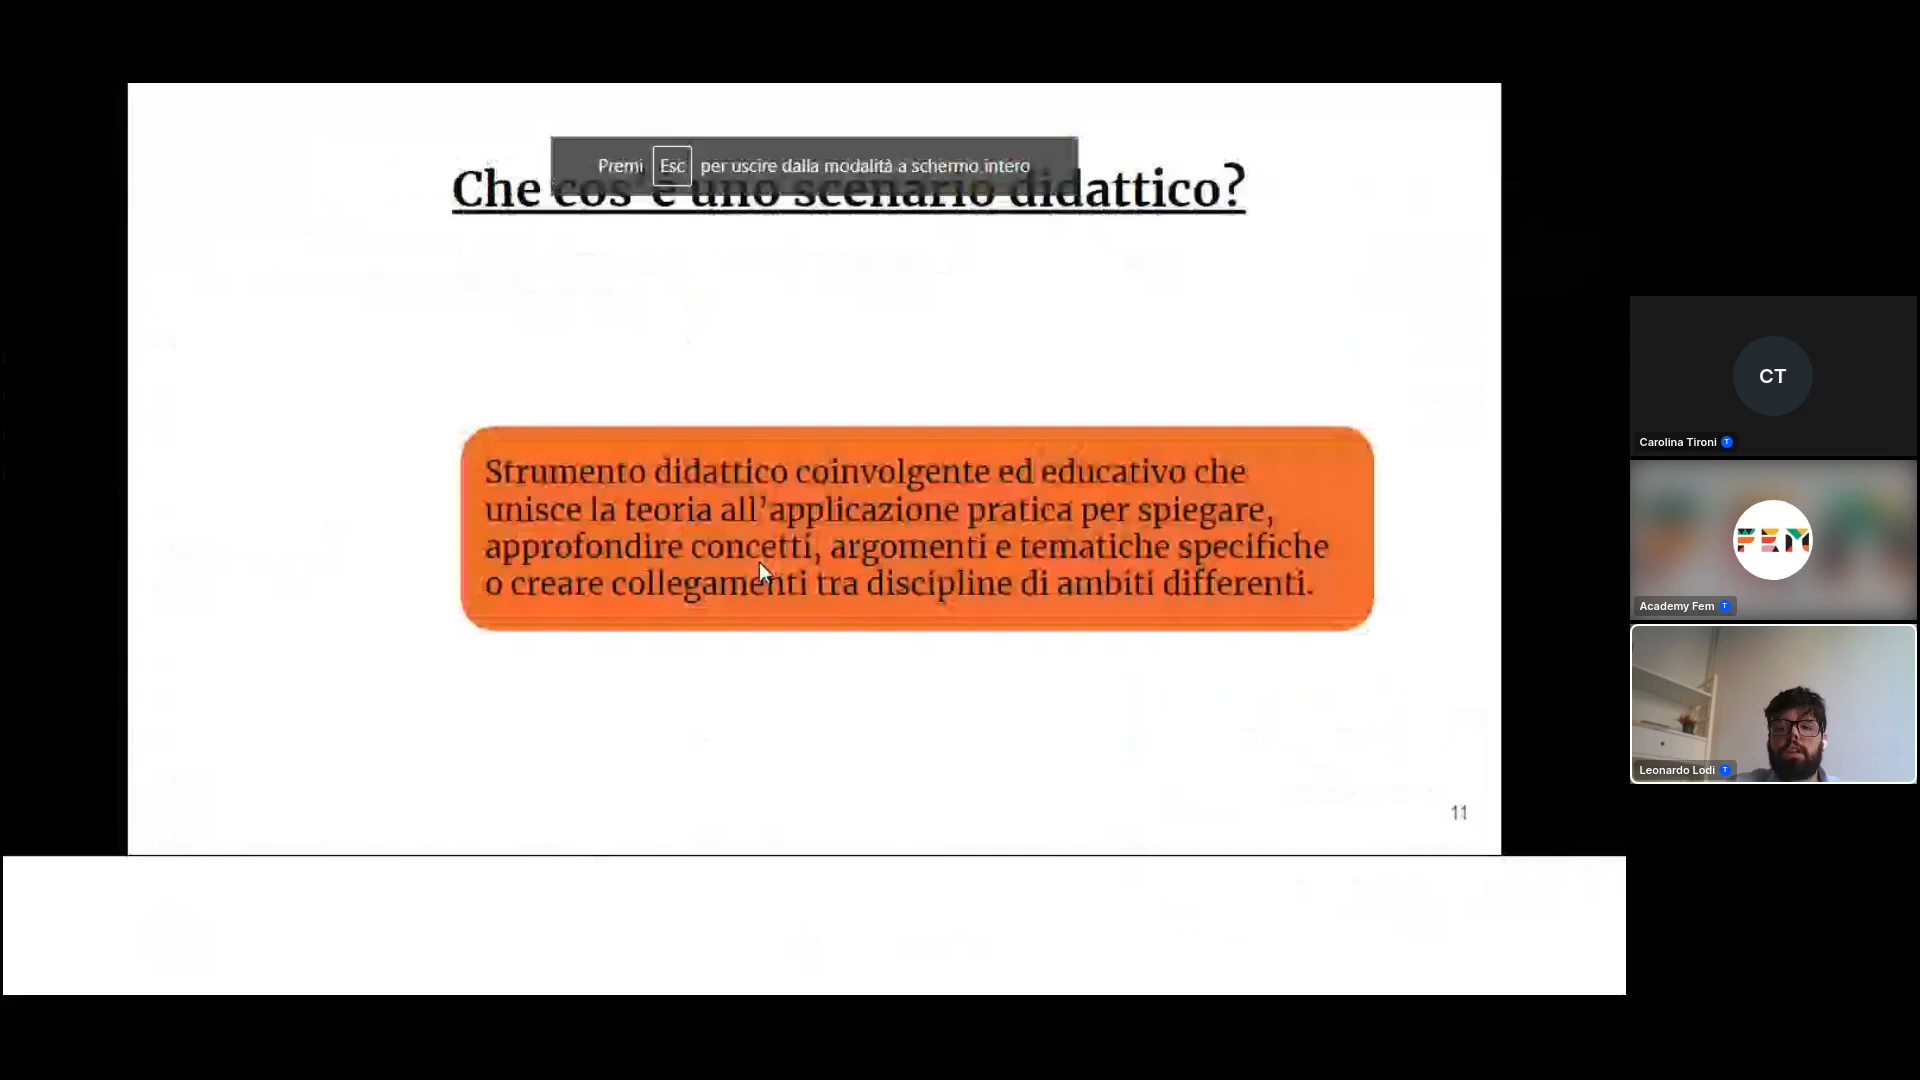 Premi Esc per uscire dalla modalità a schermo intero
Che cos'è uno scenario didattico?
Strumento didattico coinvolgente ed educativo che
unisce la teoria all’applicazione pratica per spiegare,
approfondire concetti, argomenti e tematiche specifiche
o creare collegamenti tra discipline di ambiti differenti.
11
CT
Carolina Tironi T
FEM
Academy Fem T
Leonardo Lodi T